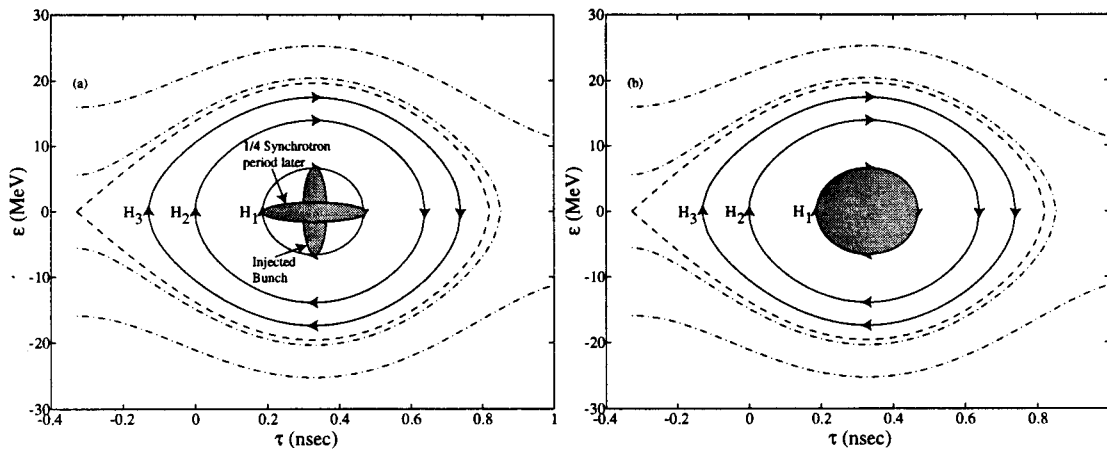 30
20
10
0
-10
-20
-30
ε (MeV)
(a)
1/4 Synchrotron
period later
H3 H2 H1
Injected
Bunch
-0.4 -0.2 0 0.2 0.4 0.6 0.8 1
τ (nsec)
30
20
10
0
-10
-20
-30
ε (MeV)
(b)
H3 H2 H1
-0.4 -0.2 0 0.2 0.4 0.6 0.8 1
τ (nsec)